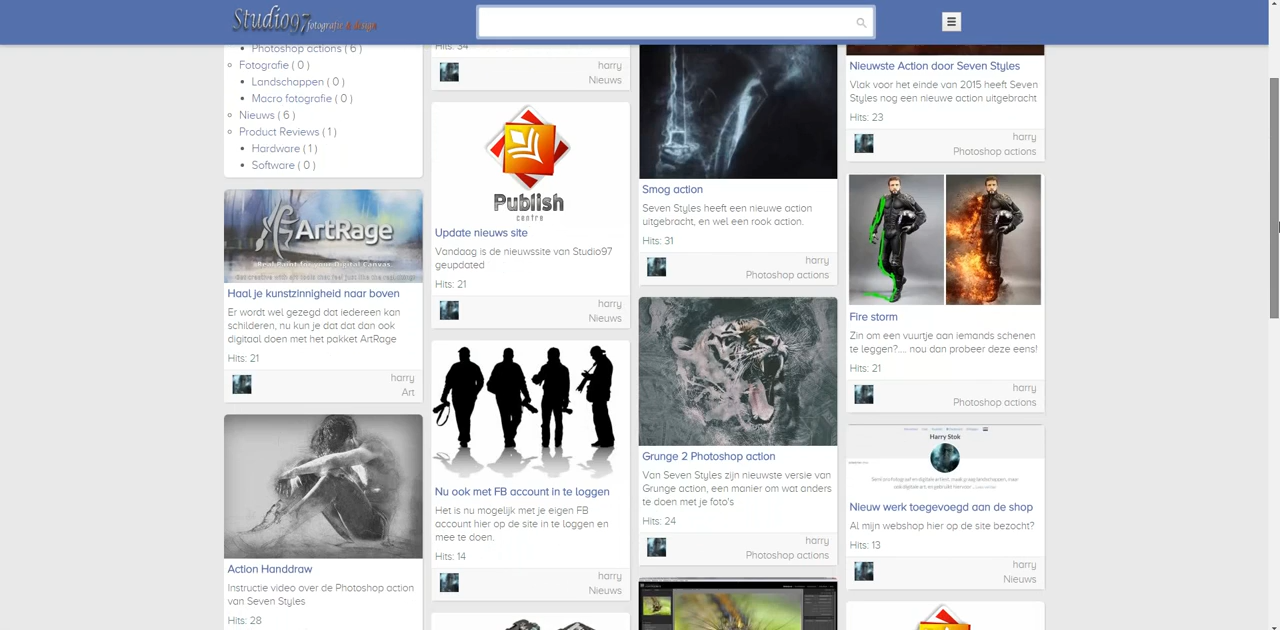 Studio97 fotografie & design
Photoshop actions ( 6 )
Fotografie ( 0 )
Landschappen ( 0 )
Macro fotografie ( 0 )
Nieuws ( 6 )
Product Reviews ( 1 )
Hardware ( 1 )
Software ( 0 )
ArtRage
Real Paint for your Digital Canvas
Haal je kunstzinnigheid naar boven
Er wordt wel gezegd dat iedereen kan
schilderen, nu kun je dat dat dan ook
digitaal doen met het pakket ArtRage
Hits: 21
harry
Art
Action Handdraw
Instructie video over de Photoshop action
van Seven Styles
Hits: 28
Hits: 34
harry
Nieuws
Publish
centre
Update nieuws site
Vandaag is de nieuwssite van Studio97
geupdated
Hits: 21
harry
Nieuws
Nu ook met FB account in te loggen
Het is nu mogelijk met je eigen FB
account hier op de site in te loggen en
mee te doen.
Hits: 14
harry
Nieuws
Smog action
Seven Styles heeft een nieuwe action
uitgebracht, en wel een rook action.
Hits: 31
harry
Photoshop actions
Grunge 2 Photoshop action
Van Seven Styles zijn nieuwste versie van
Grunge action, een manier om wat anders
te doen met je foto's
Hits: 24
harry
Photoshop actions
Nieuwste Action door Seven Styles
Vlak voor het einde van 2015 heeft Seven
Styles nog een nieuwe action uitgebracht
Hits: 23
harry
Photoshop actions
Fire storm
Zin om een vuurtje aan iemands schenen
te leggen?..... nou dan probeer deze eens!
Hits: 21
harry
Photoshop actions
Harry Stok
Nieuw werk toegevoegd aan de shop
Al mijn webshop hier op de site bezocht?
Hits: 13
harry
Nieuws